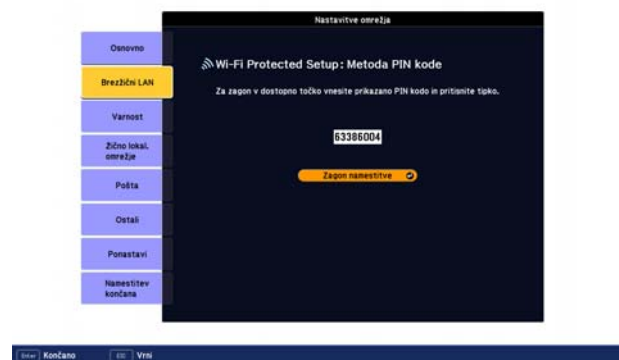 Nastavitve omrežja
Osnovno
Brezžični LAN
Varnost
Žično lokal.
omrežje
Pošta
Ostali
Ponastavi
Namestitev
končana
Wi-Fi Protected Setup: Metoda PIN kode
Za zagon v dostopno točko vnesite prikazano PIN kodo in pritisnite tipko.
63386004
Zagon namestitve
Enter Končano
ESC Vrni